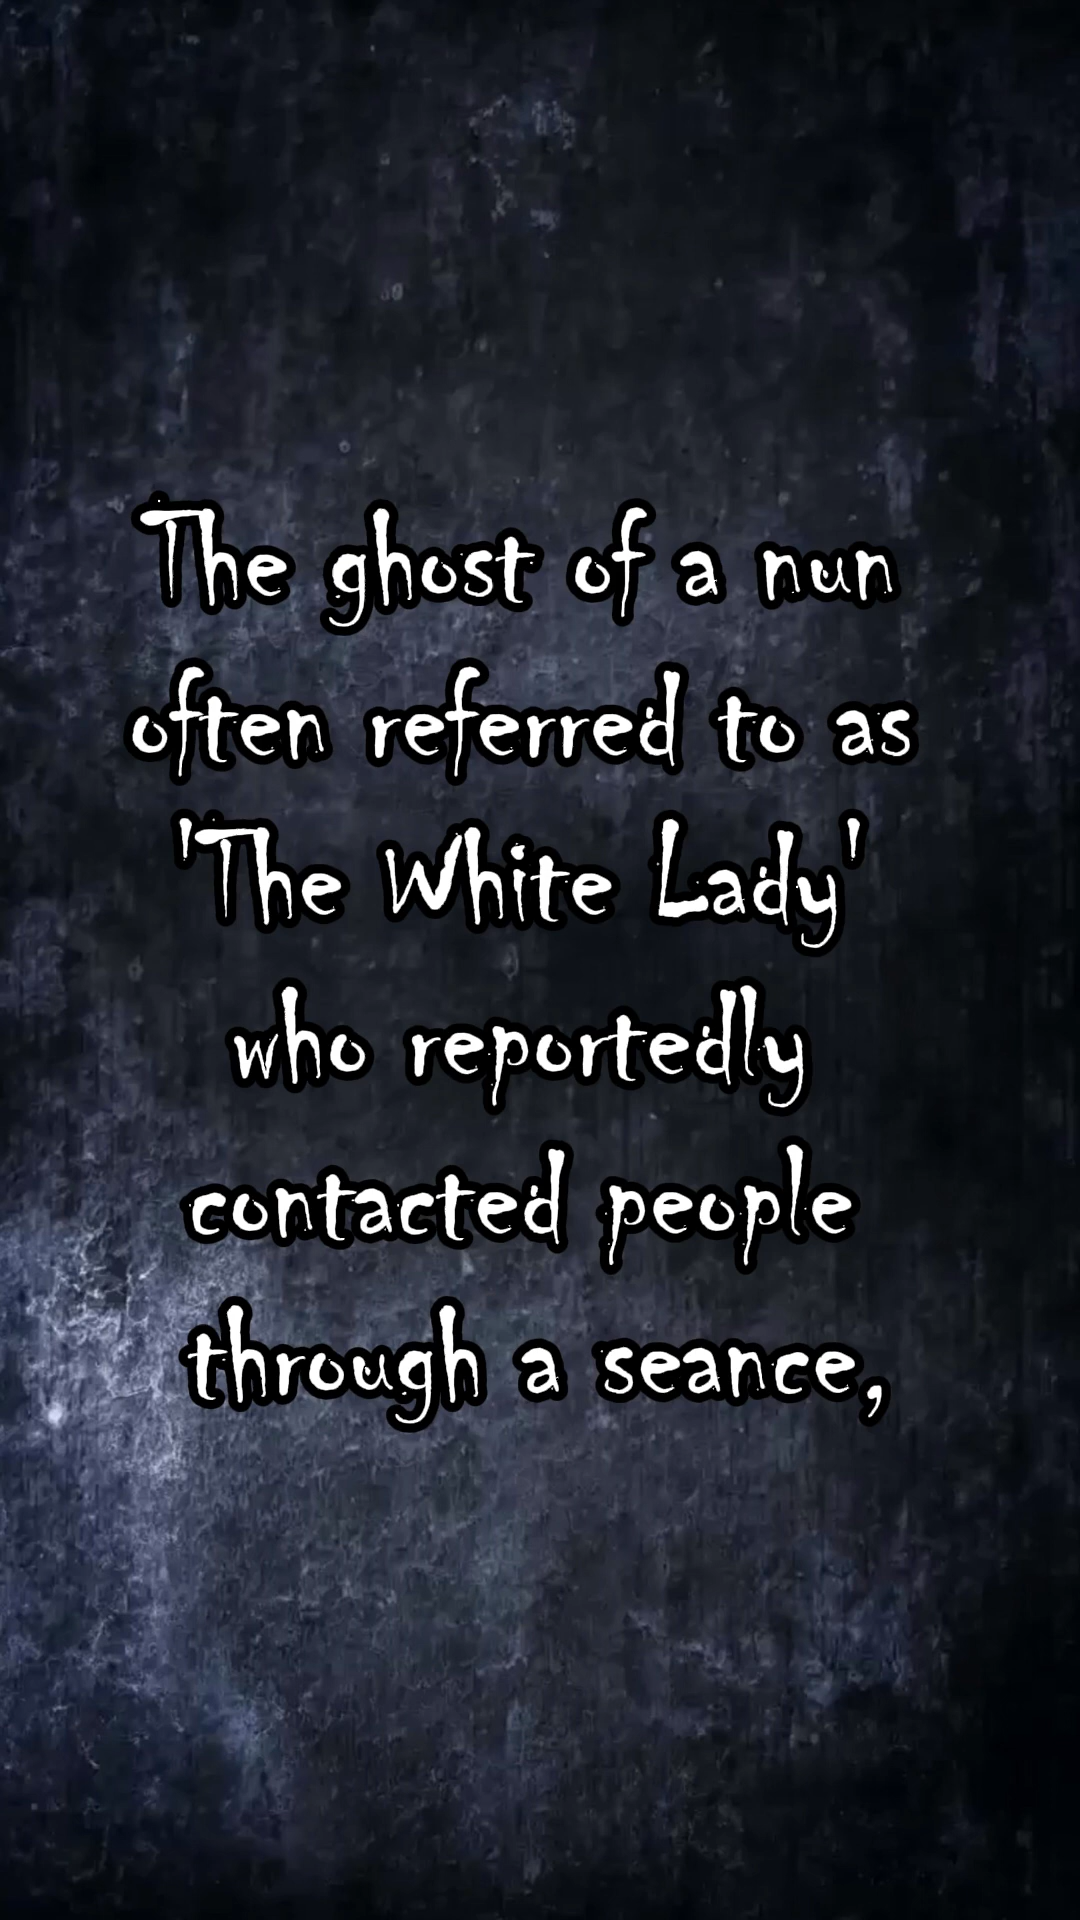 The ghost of a nun
often referred to as
'The White Lady'
who reportedly
contacted people
through a seance,